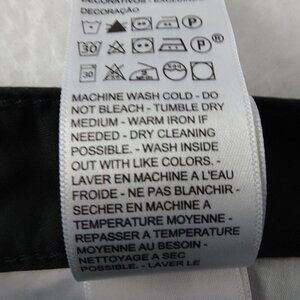 DECORAÇÃO
MACHINE WASH COLD - DO
NOT BLEACH - TUMBLE DRY
MEDIUM - WARM IRON IF
NEEDED - DRY CLEANING
POSSIBLE. - WASH INSIDE
OUT WITH LIKE COLORS. -
LAVER EN MACHINE A L'EAU
FROIDE - NE PAS BLANCHIR -
SECHER EN MACHINE A
TEMPERATURE MOYENNE -
REPASSER A TEMPERATURE
MOYENNE AU BESOIN -
NETTOYAGE A SEC
POSSIBLE. - LAVER LE